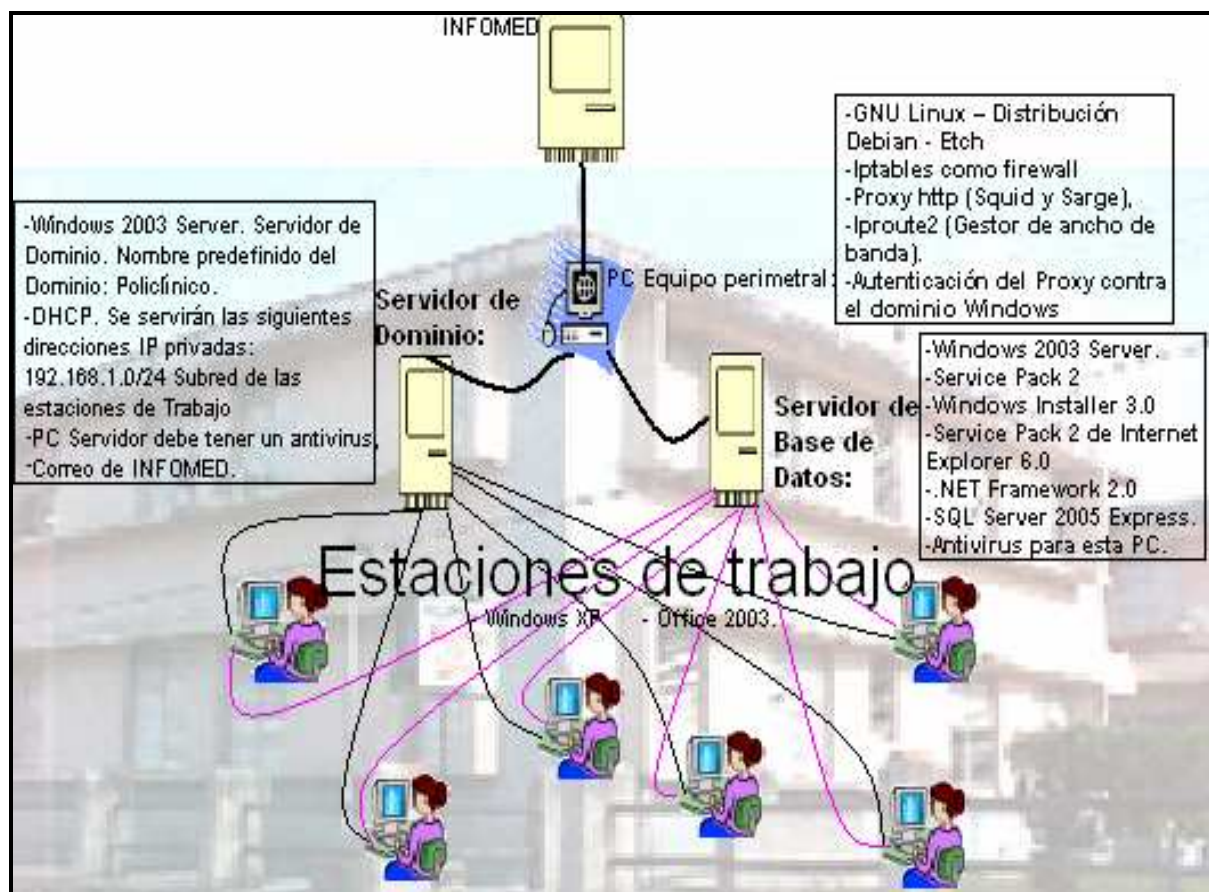 INFOMED
-GNU Linux – Distribución
Debian - Etch
-Iptables como firewall
-Proxy http (Squid y Sarge),
-Iproute2 (Gestor de ancho de
banda).
-Autenticación del Proxy contra
el dominio Windows
PC Equipo perimetral:
-Windows 2003 Server. Servidor de
Dominio. Nombre predefinido del
Dominio: Policlínico.
-DHCP. Se servirán las siguientes
direcciones IP privadas:
192.168.1.0/24 Subred de las
estaciones de Trabajo
-PC Servidor debe tener un antivirus,
-Correo de INFOMED.
Servidor de
Dominio:
Servidor de
Base de
Datos:
-Windows 2003 Server.
-Service Pack 2
-Windows Installer 3.0
-Service Pack 2 de Internet
Explorer 6.0
-.NET Framework 2.0
-SQL Server 2005 Express.
-Antivirus para esta PC.
Estaciones de trabajo
- Windows XP - Office 2003.